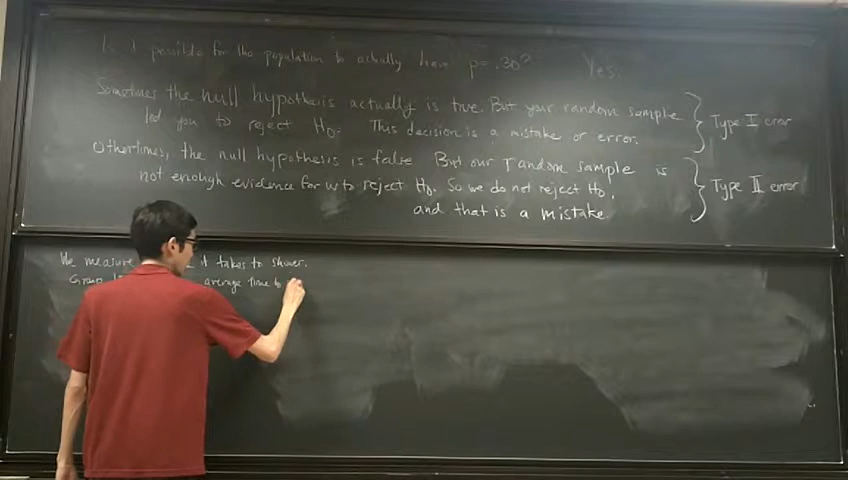 Is it possible for the population to actually have p = .30? Yes.
Sometimes the null hypothesis actually is true. But your random sample
led you to reject H0. This decision is a mistake or error.
Type I error
Othertimes, the null hypothesis is false But our random sample is
not enough evidence for us to reject H0. So we do not reject H0,
and that is a mistake.
Type II error
We measure it takes to shower.
Group average time to